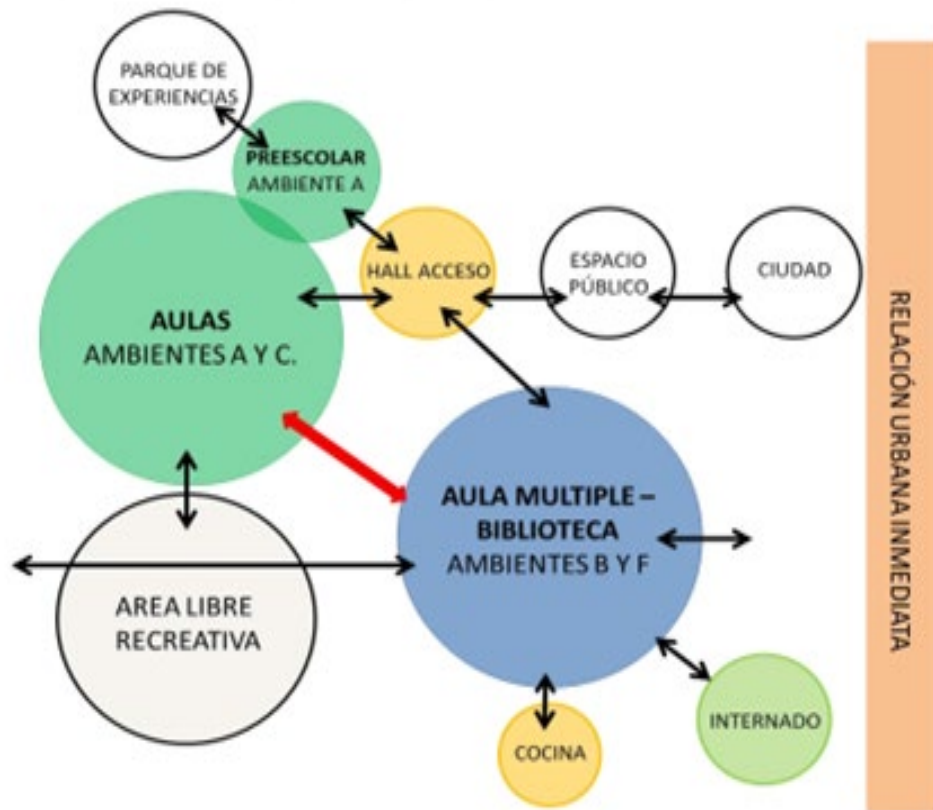 PARQUE DE
EXPERIENCIAS
PREESCOLAR
AMBIENTE A
HALL ACCESO
ESPACIO
PÚBLICO
CIUDAD
AULAS
AMBIENTES A Y C.
RELACIÓN URBANA INMEDIATA
AULA MULTIPLE –
BIBLIOTECA
AMBIENTES B Y F
AREA LIBRE
RECREATIVA
INTERNADO
COCINA